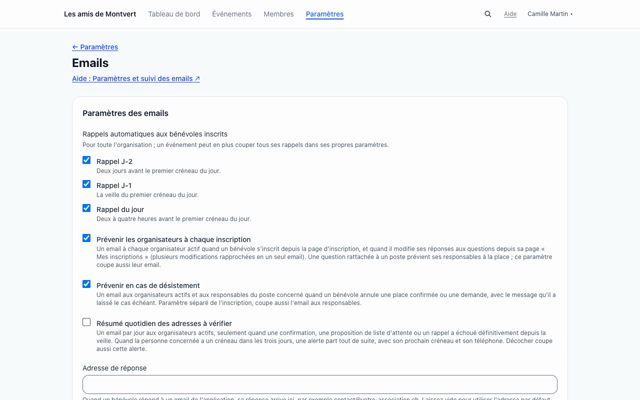 Les amis de Montvert Tableau de bord Événements Membres Paramètres Aide Camille Martin
← Paramètres
Emails
Aide : Paramètres et suivi des emails ↗
Paramètres des emails
Rappels automatiques aux bénévoles inscrits
Pour toute l'organisation ; un événement peut en plus couper tous ses rappels dans ses propres paramètres.
Rappel J-2
Deux jours avant le premier créneau du jour.
Rappel J-1
La veille du premier créneau du jour.
Rappel du jour
Deux à quatre heures avant le premier créneau du jour.
Prévenir les organisateurs à chaque inscription
Un email à chaque organisateur actif quand un bénévole s'inscrit depuis la page d'inscription, et quand il modifie ses réponses aux questions depuis sa page «
Mes inscriptions » (plusieurs modifications rapprochées en un seul email). Une question rattachée à un poste prévient ses responsables à la place ; ce paramètre
coupe aussi leur email.
Prévenir en cas de désistement
Un email aux organisateurs actifs et aux responsables du poste concerné quand un bénévole annule une place confirmée ou une demande, avec le message qu'il a
laissé le cas échéant. Paramètre séparé de l'inscription, coupe aussi l'email aux responsables.
Résumé quotidien des adresses à vérifier
Un email par jour aux organisateurs actifs, seulement quand une confirmation, une proposition de liste d'attente ou un rappel a échoué définitivement depuis la
veille. Quand la personne concernée a un créneau dans les trois jours, une alerte part tout de suite, avec son prochain créneau et son téléphone. Décocher coupe
aussi cette alerte.
Adresse de réponse